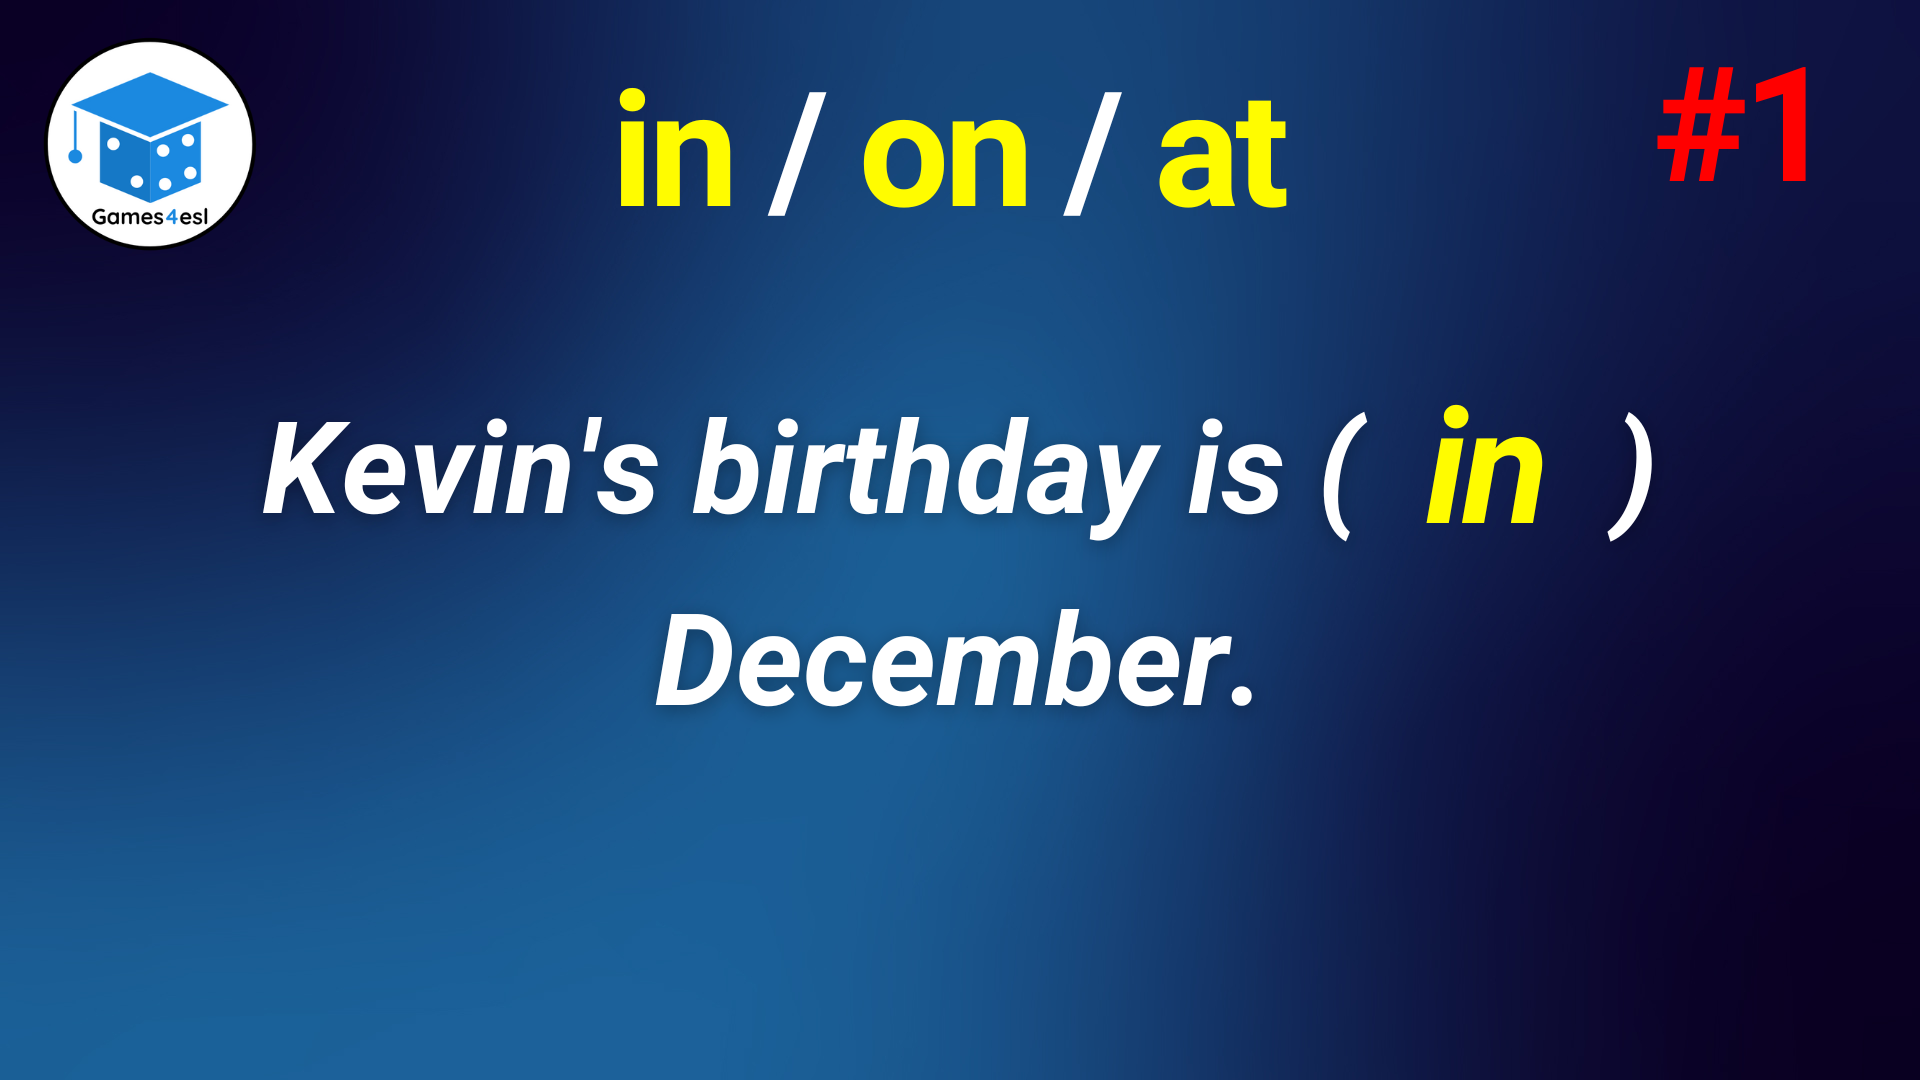 Games4esl
in / on / at
#1
Kevin's birthday is ( in )
December.